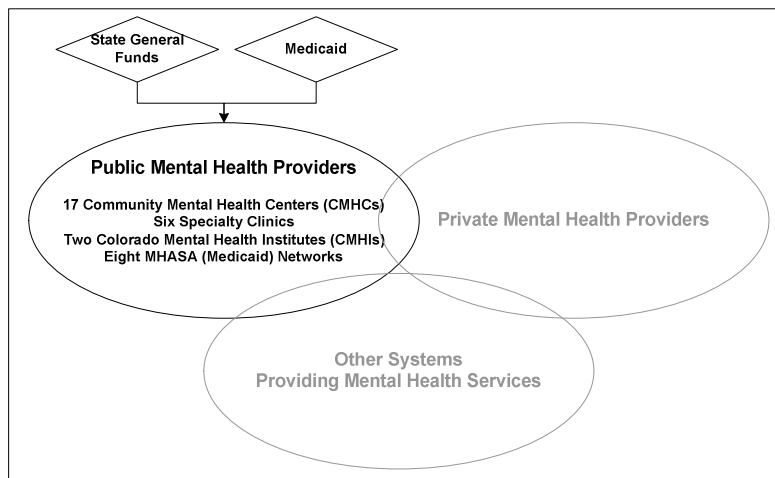 State General
Funds
Medicaid
Public Mental Health Providers
17 Community Mental Health Centers (CMHCs)
Six Specialty Clinics
Two Colorado Mental Health Institutes (CMHIs)
Eight MHASA (Medicaid) Networks
Private Mental Health Providers
Other Systems
Providing Mental Health Services